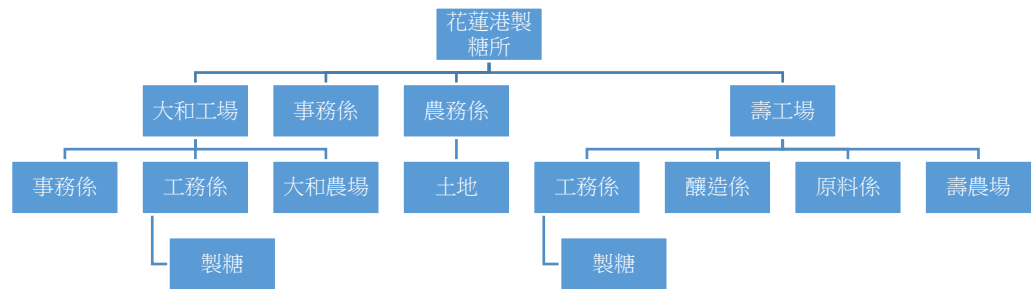 花蓮港製
糖所
大和工場
事務係
農務係
壽工場
事務係
工務係
大和農場
土地
工務係
釀造係
原料係
壽農場
製糖
製糖